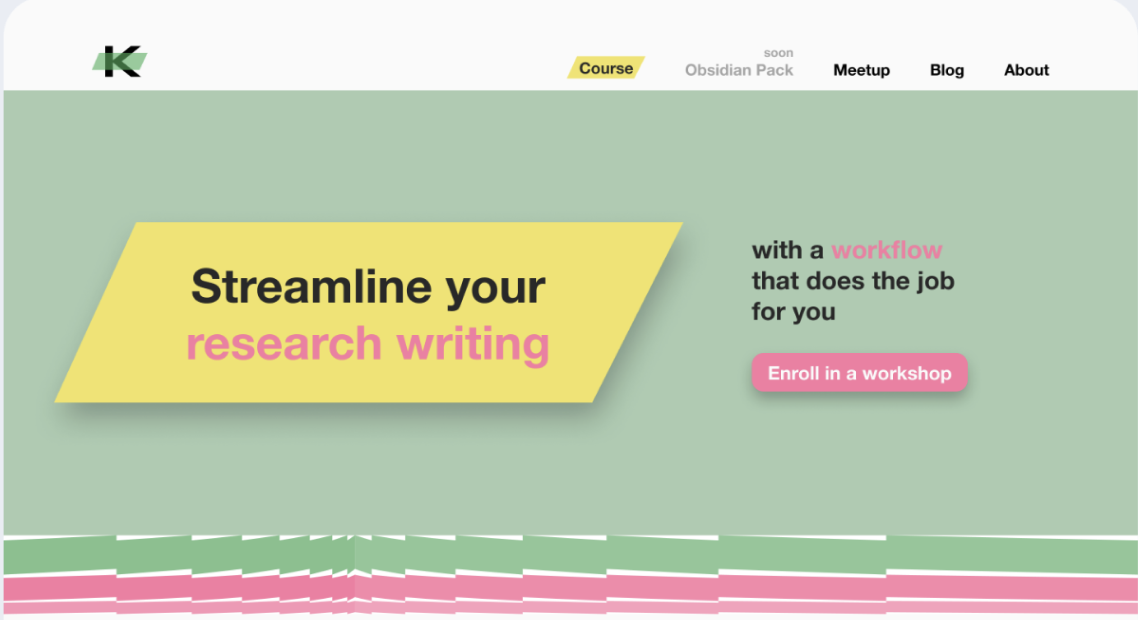 K
Course
soon
Obsidian Pack
Meetup
Blog
About
Streamline your
research writing
with a workflow
that does the job
for you
Enroll in a workshop